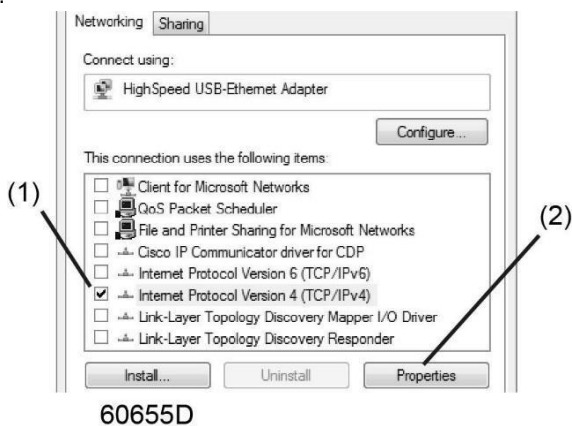 Networking Sharing
Connect using:
HighSpeed USB-Ethernet Adapter
Configure...
This connection uses the following items:
(1)
Client for Microsoft Networks
QoS Packet Scheduler
File and Printer Sharing for Microsoft Networks
(2)
Cisco IP Communicator driver for CDP
Internet Protocol Version 6 (TCP/IPv6)
Internet Protocol Version 4 (TCP/IPv4)
Link-Layer Topology Discovery Mapper I/O Driver
Link-Layer Topology Discovery Responder
Install... Uninstall Properties
60655D